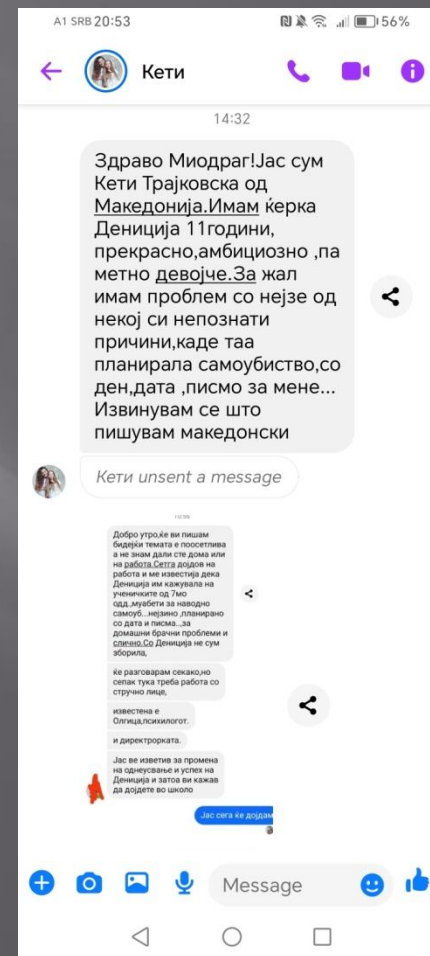 A1 SRB 20:53
56%
Кети
14:32
Здраво Миодраг!Јас сум
Кети Трајковска од
Македонија.Имам ќерка
Дениција 11години,
прекрасно,амбициозно ,па
метно девојче.За жал
имам проблем со нејзе од
некој си непознати
причини,каде таа
планирала самоубиство,со
ден,дата ,писмо за мене...
Извинувам се што
пишувам македонски
Кети unsent a message
Добро утро,ќе ви пишам
бидејќи темата е поосетлива
а не знам дали сте дома или
на работа.Сетга дојдов на
работа и ме известија дека
Дениција им кажувала на
ученичките од 7мо
одд.,муабети за наводно
самоуб...нејзино ,планирано
со дата и писма..,за
домашни брачни проблеми и
слично.Со Дениција не сум
зборила,
ќе разговарам секако,но
сепак тука треба работа со
стручно лице,
известена е
Олгица,психилогот.
и директорката.
Јас ве изветив за промена
на однеусвање и успех на
Дениција и затоа ви кажав
да дојдете во школо
Јас сега ќе дојдам
Message